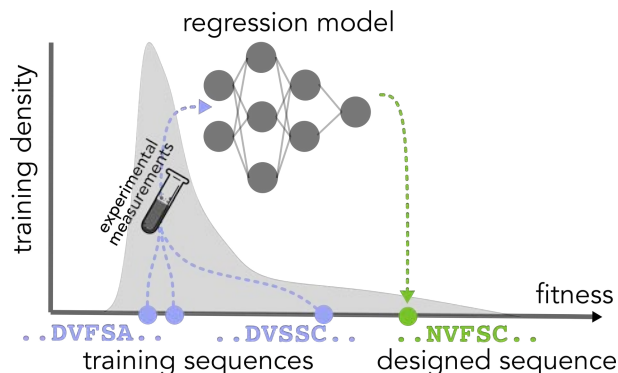 regression model
training density
experimental
measurements
fitness
..DVFSA..
..DVSSC..
..NVFSC..
training sequences
designed sequence